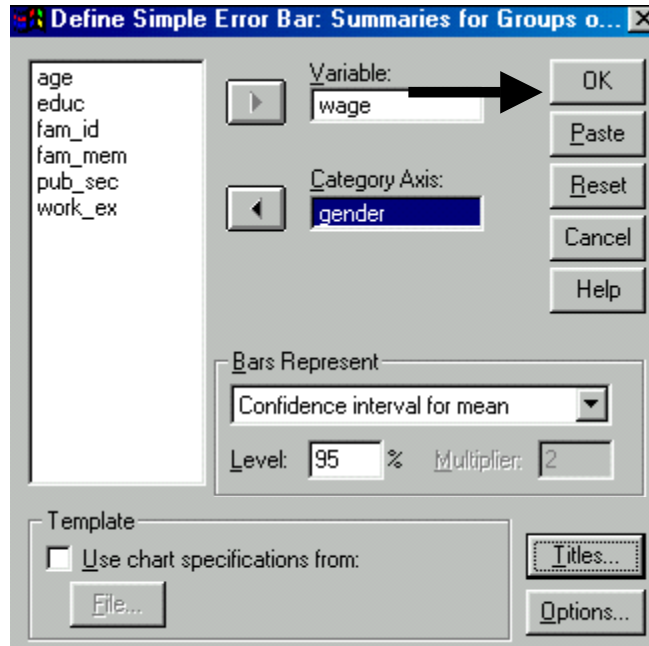 Define Simple Error Bar: Summaries for Groups o...
age
educ
fam_id
fam_mem
pub_sec
work_ex
Variable:
wage
Category Axis:
gender
OK
Paste
Reset
Cancel
Help
Bars Represent
Confidence interval for mean
Level: 95 % Multiplier: 2
Template
Use chart specifications from:
File...
Titles...
Options...